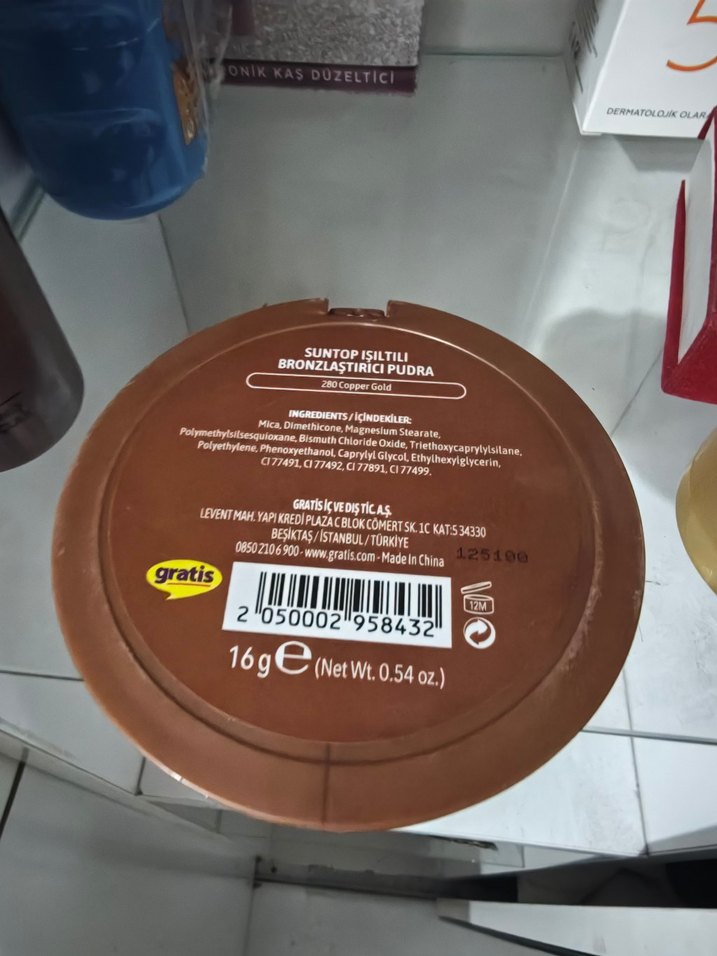 ONİK KAŞ DÜZELTİCİ
5
DERMATOLOJİK OLAR
SUNTOP IŞILTILI
BRONZLAŞTIRICI PUDRA
280 Copper Gold
INGREDIENTS / İÇİNDEKİLER:
Mica, Dimethicone, Magnesium Stearate,
Polymethylsilsesquioxane, Bismuth Chloride Oxide, Triethoxycaprylylsilane,
Polyethylene, Phenoxyethanol, Caprylyl Glycol, Ethylhexylglycerin,
CI 77491, CI 77492, CI 77891, CI 77499.
GRATİS İÇ VE DIŞ TİC. A.Ş.
LEVENT MAH. YAPI KREDİ PLAZA C BLOK CÖMERT SK. 1C KAT:5 34330
BEŞİKTAŞ / İSTANBUL / TÜRKİYE
0850 210 6 900 - www.gratis.com - Made In China
125100
gratis
12M
2 050002 958432
16 g e (Net Wt. 0.54 oz.)